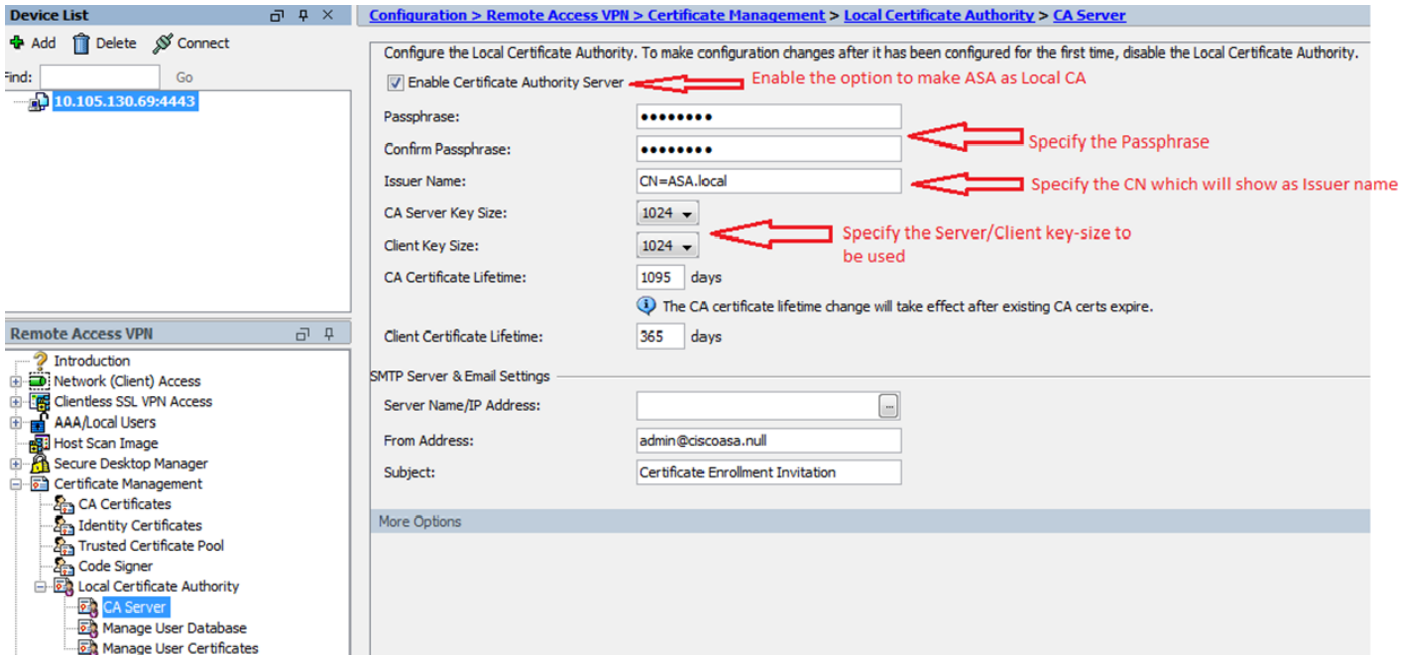 Device List
Add Delete Connect
Find: Go
10.105.130.69:4443
Remote Access VPN
Introduction
Network (Client) Access
Clientless SSL VPN Access
AAA/Local Users
Host Scan Image
Secure Desktop Manager
Certificate Management
CA Certificates
Identity Certificates
Trusted Certificate Pool
Code Signer
Local Certificate Authority
CA Server
Manage User Database
Manage User Certificates
Configuration > Remote Access VPN > Certificate Management > Local Certificate Authority > CA Server
Configure the Local Certificate Authority. To make configuration changes after it has been configured for the first time, disable the Local Certificate Authority.
Enable Certificate Authority Server
Enable the option to make ASA as Local CA
Passphrase: ●●●●●●●●
Confirm Passphrase: ●●●●●●●●
Specify the Passphrase
Issuer Name: CN=ASA.local
Specify the CN which will show as Issuer name
CA Server Key Size: 1024
Client Key Size: 1024
Specify the Server/Client key-size to
be used
CA Certificate Lifetime: 1095 days
The CA certificate lifetime change will take effect after existing CA certs expire.
Client Certificate Lifetime: 365 days
SMTP Server & Email Settings
Server Name/IP Address: ...
From Address: admin@ciscoasa.null
Subject: Certificate Enrollment Invitation
More Options